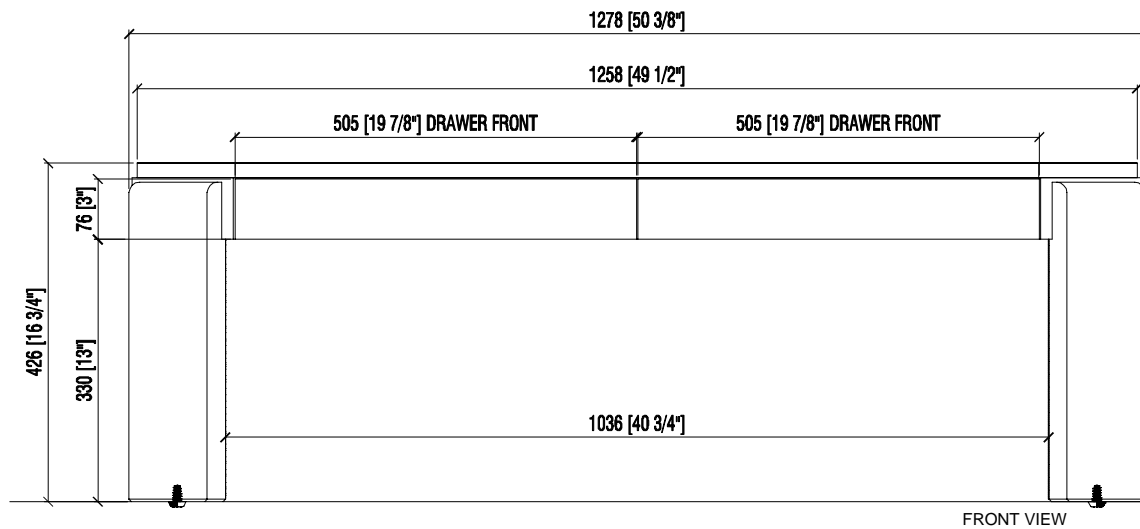 1278 [50 3/8"]
1258 [49 1/2"]
505 [19 7/8"] DRAWER FRONT
505 [19 7/8"] DRAWER FRONT
76 [3"]
426 [16 3/4"]
330 [13"]
1036 [40 3/4"]
FRONT VIEW